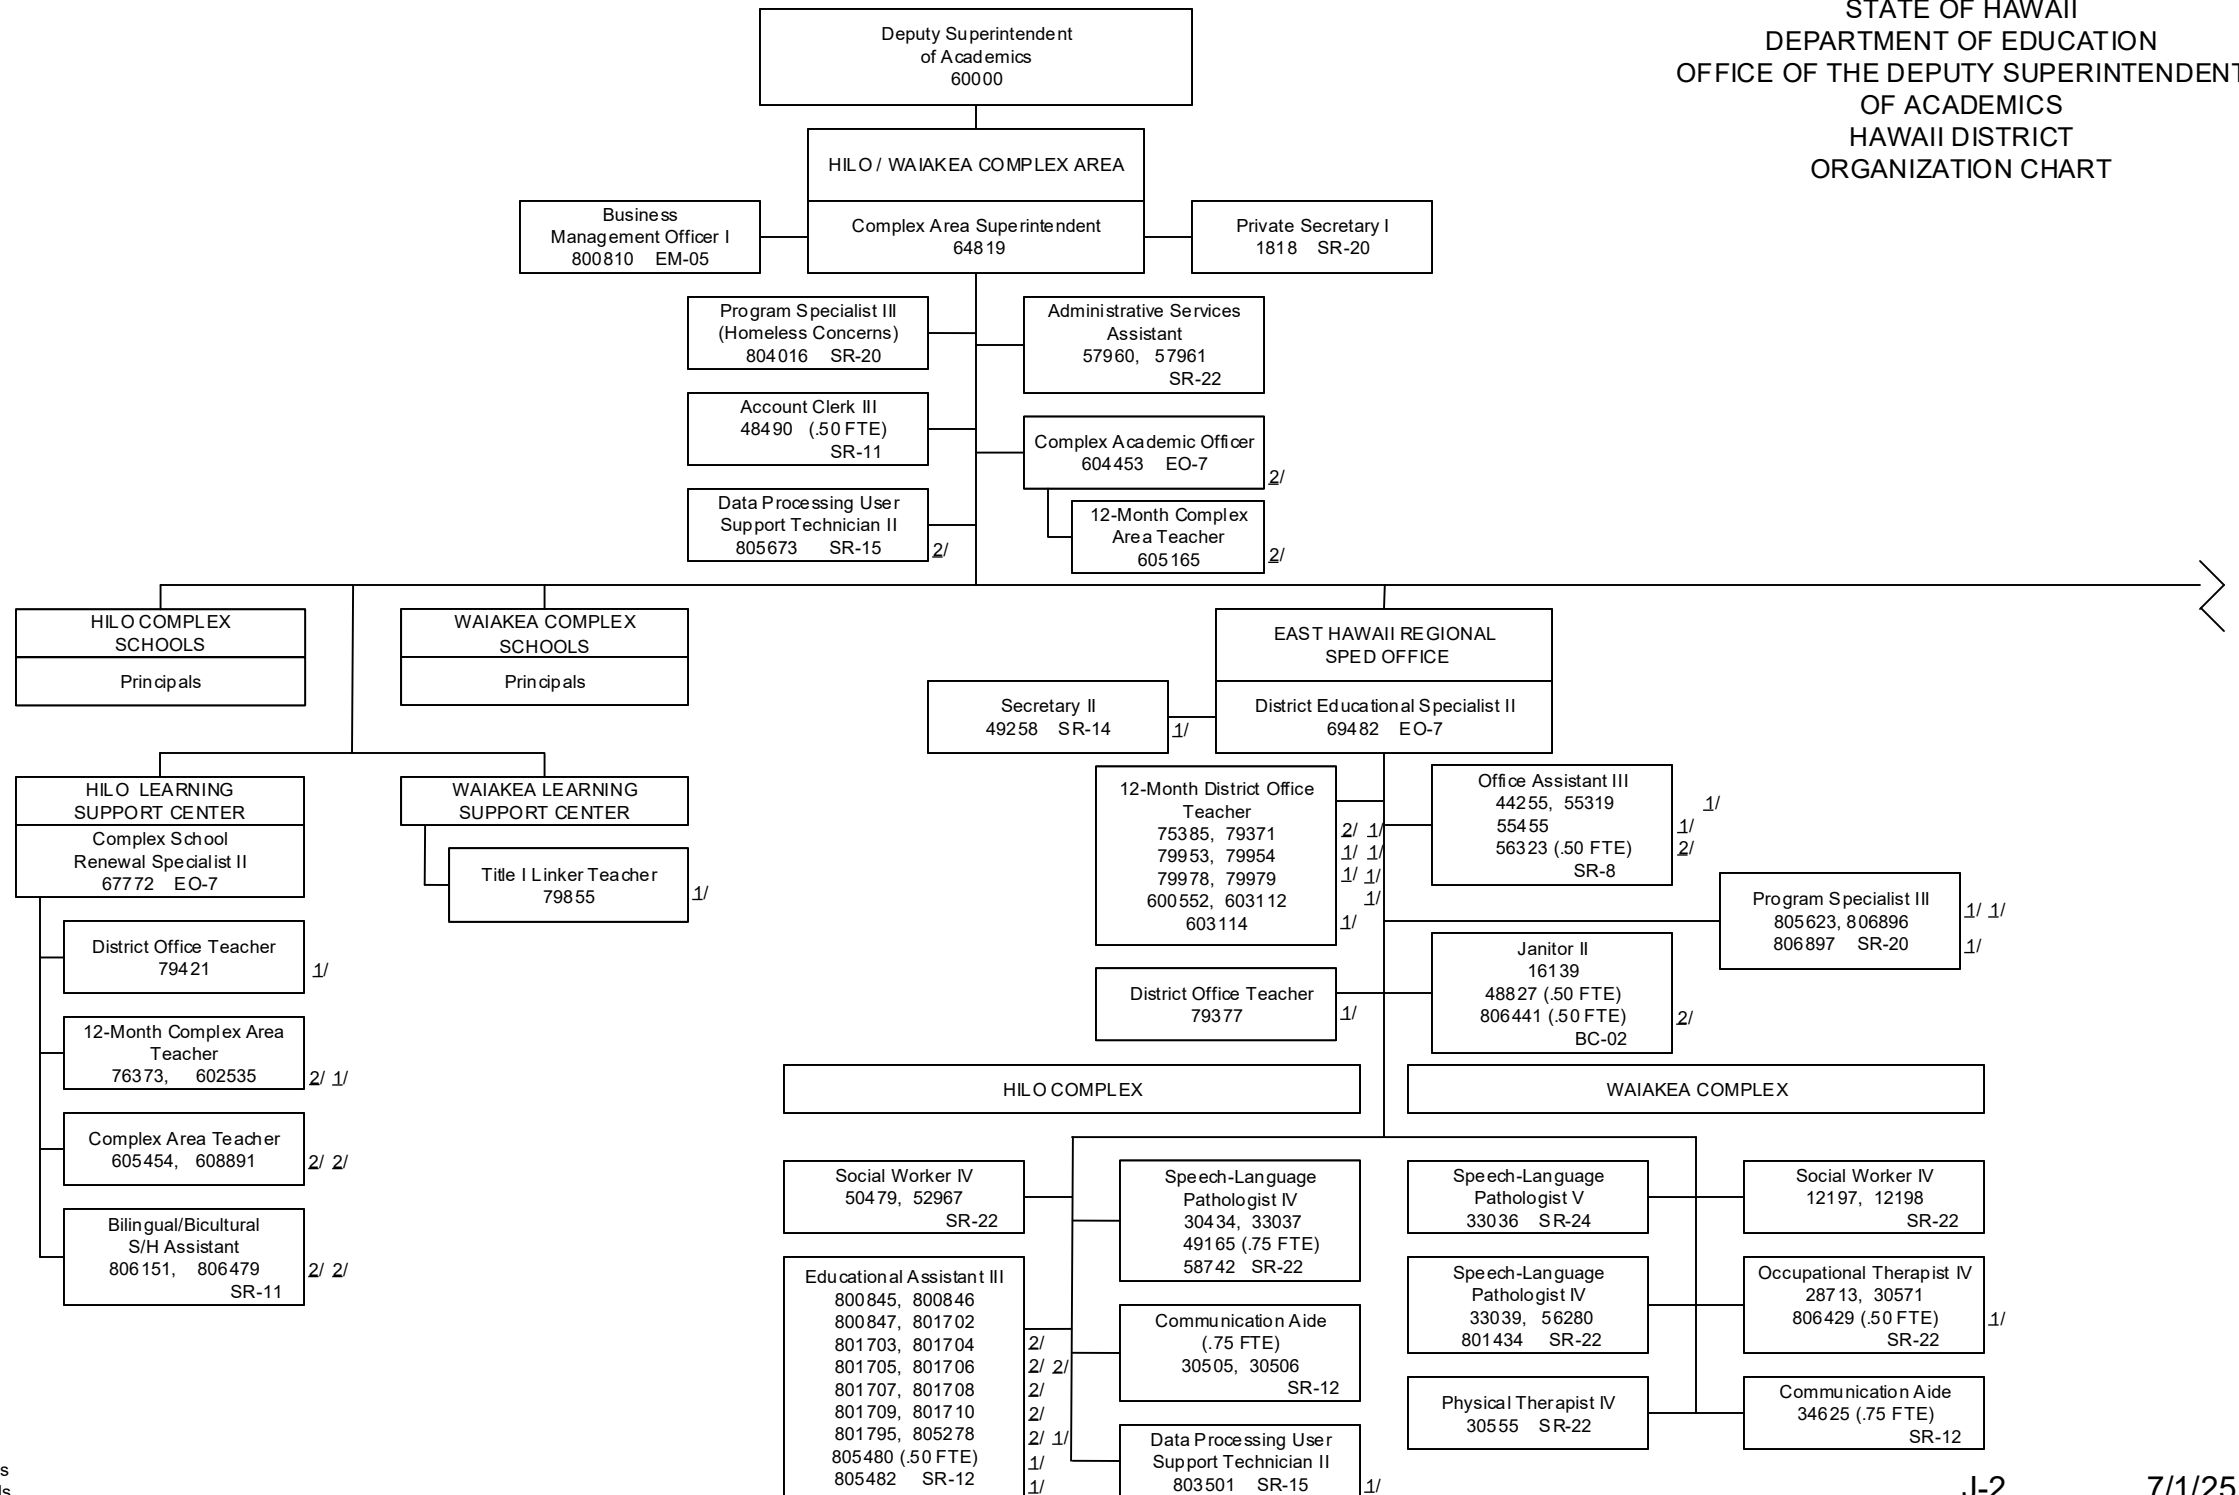 STATE OF HAWAII
DEPARTMENT OF EDUCATION
OFFICE OF THE DEPUTY SUPERINTENDENT
OF ACADEMICS
HAWAII DISTRICT
ORGANIZATION CHART
Deputy Superintendent
of Academics
60000
HILO / WAIAKEA COMPLEX AREA
Complex Area Superintendent
64819
Business
Management Officer I
800810 EM-05
Private Secretary I
1818 SR-20
Program Specialist III
(Homeless Concerns)
804016 SR-20
Administrative Services
Assistant
57960, 57961
SR-22
Account Clerk III
48490 (.50 FTE)
SR-11
Complex Academic Officer
604453 EO-7
2/
Data Processing User
Support Technician II
805673 SR-15
2/
12-Month Complex
Area Teacher
605165
2/
HILO COMPLEX
SCHOOLS
Principals
WAIAKEA COMPLEX
SCHOOLS
Principals
HILO LEARNING
SUPPORT CENTER
Complex School
Renewal Specialist II
67772 EO-7
District Office Teacher
79421
1/
12-Month Complex Area
Teacher
76373, 602535
2/ 1/
Complex Area Teacher
605454, 608891
2/ 2/
Bilingual/Bicultural
S/H Assistant
806151, 806479
SR-11
2/ 2/
WAIAKEA LEARNING
SUPPORT CENTER
Title I Linker Teacher
79855
1/
EAST HAWAII REGIONAL
SPED OFFICE
District Educational Specialist II
69482 EO-7
Secretary II
49258 SR-14
1/
12-Month District Office
Teacher
75385, 79371
79953, 79954
79978, 79979
600552, 603112
603114
2/ 1/
1/ 1/
1/ 1/
1/
1/
Office Assistant III
44255, 55319
55455
56323 (.50 FTE)
SR-8
1/
1/
2/
Program Specialist III
805623, 806896
806897 SR-20
1/ 1/
1/
District Office Teacher
79377
1/
Janitor II
16139
48827 (.50 FTE)
806441 (.50 FTE)
BC-02
2/
HILO COMPLEX
Social Worker IV
50479, 52967
SR-22
Speech-Language
Pathologist IV
30434, 33037
49165 (.75 FTE)
58742 SR-22
Educational Assistant III
800845, 800846
800847, 801702
801703, 801704
801705, 801706
801707, 801708
801709, 801710
801795, 805278
805480 (.50 FTE)
805482 SR-12
2/
2/ 2/
2/
2/
2/ 1/
1/
1/
Communication Aide
(.75 FTE)
30505, 30506
SR-12
Data Processing User
Support Technician II
803501 SR-15
1/
WAIAKEA COMPLEX
Speech-Language
Pathologist V
33036 SR-24
Social Worker IV
12197, 12198
SR-22
Speech-Language
Pathologist IV
33039, 56280
801434 SR-22
Occupational Therapist IV
28713, 30571
806429 (.50 FTE)
SR-22
1/
Physical Therapist IV
30555 SR-22
Communication Aide
34625 (.75 FTE)
SR-12
J-2
7/1/25